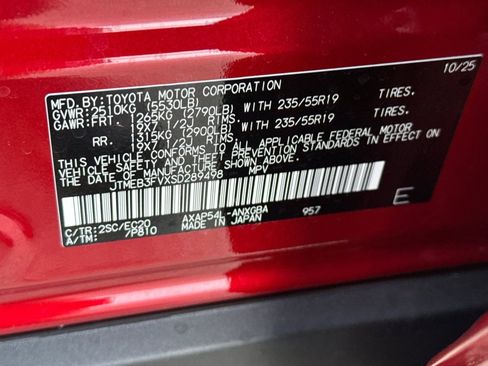 MFD. BY: TOYOTA MOTOR CORPORATION 10/25
GVWR: 2510KG (5530LB)
GAWR: FRT. 1265KG (2790LB) WITH 235/55R19 TIRES.
19X7 1/2J RIMS.
RR. 1315KG (2900LB) WITH 235/55R19 TIRES.
19X7 1/2J RIMS.
THIS VEHICLE CONFORMS TO ALL APPLICABLE FEDERAL MOTOR
VEHICLE SAFETY, BUMPER, AND THEFT PREVENTION STANDARDS IN EFFECT ON
THE DATE OF MANUFACTURE SHOWN ABOVE.
JTMEB3FVXSD289498 MPV
E
C/TR: 2SC/EC20 AXAP54L-ANXGBA 957
A/TM: /P810 MADE IN JAPAN